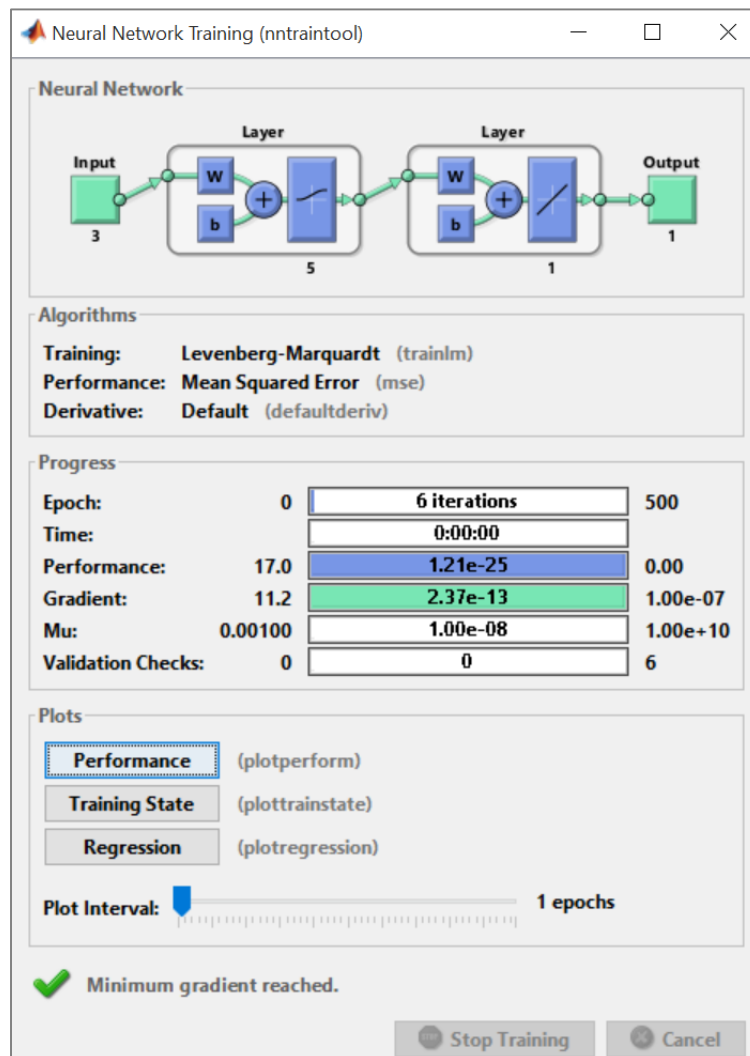 Neural Network Training (nntraintool)
Neural Network
Layer Layer
Input Output
W W
b b
3 1
5 1
Algorithms
Training: Levenberg-Marquardt (trainlm)
Performance: Mean Squared Error (mse)
Derivative: Default (defaultderiv)
Progress
Epoch: 0 6 iterations 500
Time: 0:00:00
Performance: 17.0 1.21e-25 0.00
Gradient: 11.2 2.37e-13 1.00e-07
Mu: 0.00100 1.00e-08 1.00e+10
Validation Checks: 0 0 6
Plots
Performance (plotperform)
Training State (plottrainstate)
Regression (plotregression)
Plot Interval: 1 epochs
Minimum gradient reached.
Stop Training Cancel